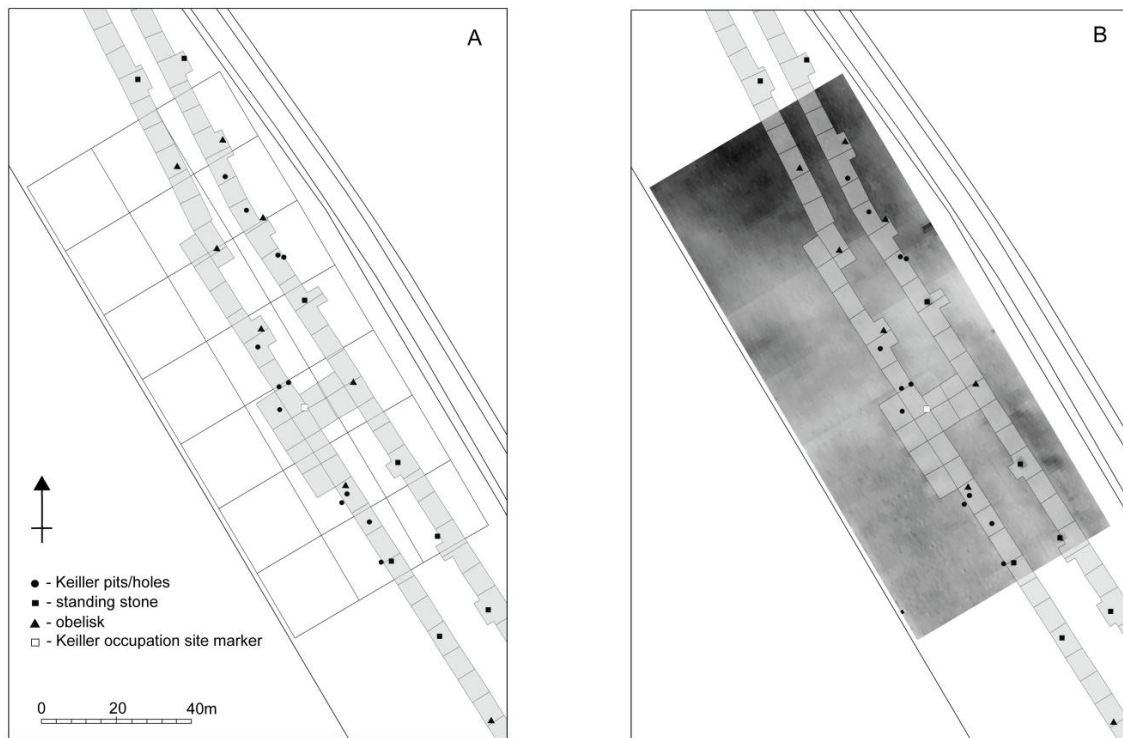 A
B
- Keiller pits/holes
- standing stone
- obelisk
- Keiller occupation site marker
0 20 40m